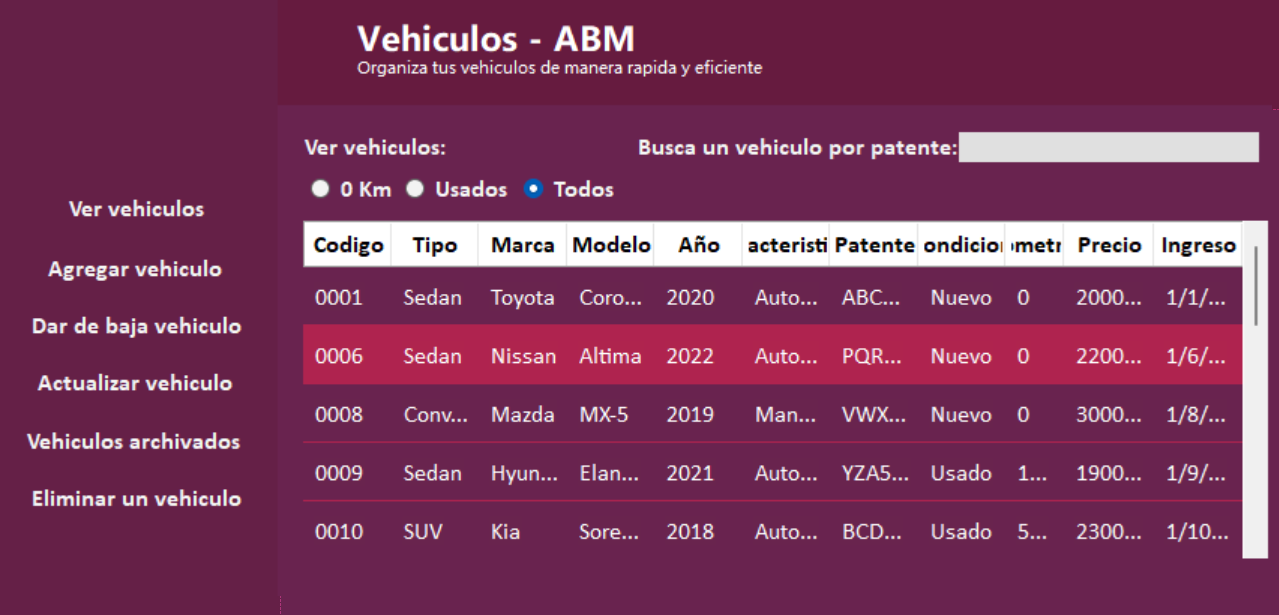 Vehiculos - ABM
Organiza tus vehiculos de manera rapida y eficiente
Ver vehiculos
Agregar vehiculo
Dar de baja vehiculo
Actualizar vehiculo
Vehiculos archivados
Eliminar un vehiculo
Ver vehiculos: Busca un vehiculo por patente:
0 Km Usados Todos
Codigo Tipo Marca Modelo Año acteristi Patente ondicio ometr Precio Ingreso
0001 Sedan Toyota Coro... 2020 Auto... ABC... Nuevo 0 2000... 1/1/...
0006 Sedan Nissan Altima 2022 Auto... PQR... Nuevo 0 2200... 1/6/...
0008 Conv... Mazda MX-5 2019 Man... VWX... Nuevo 0 3000... 1/8/...
0009 Sedan Hyun... Elan... 2021 Auto... YZA5... Usado 1... 1900... 1/9/...
0010 SUV Kia Sore... 2018 Auto... BCD... Usado 5... 2300... 1/10...